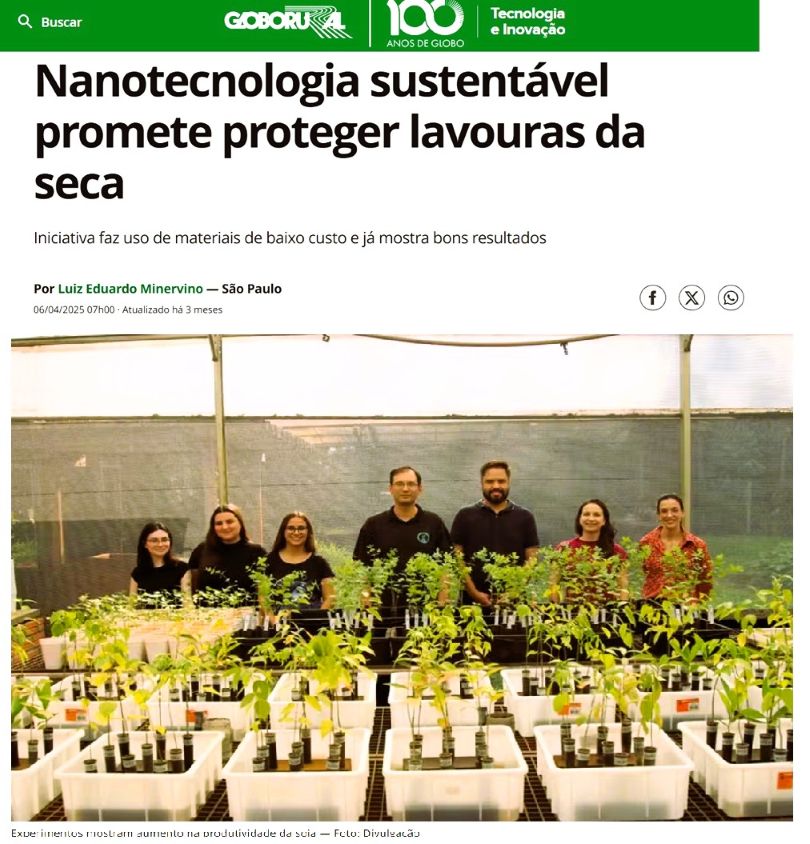 Buscar
GLOBORURAL
100
ANOS DE GLOBO
Tecnologia
e Inovação
Nanotecnologia sustentável
promete proteger lavouras da
seca
Iniciativa faz uso de materiais de baixo custo e já mostra bons resultados
Por Luiz Eduardo Minervino — São Paulo
06/04/2025 07h00 · Atualizado há 3 meses
Experimentos mostram aumento na produtividade da soja — Foto: Divulgação